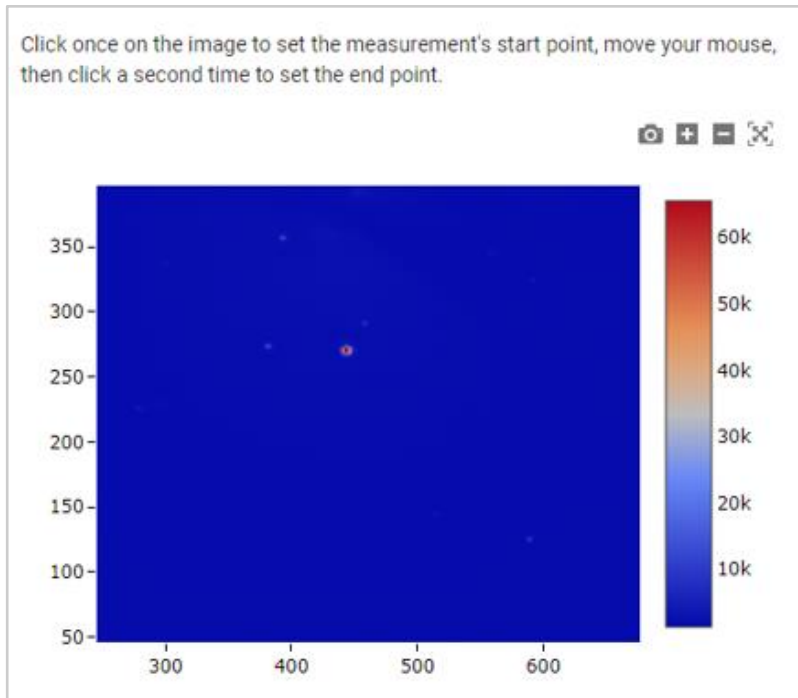 Click once on the image to set the measurement's start point, move your mouse,
then click a second time to set the end point.
350
300
250
200
150
100
50
300 400 500 600
60k
50k
40k
30k
20k
10k